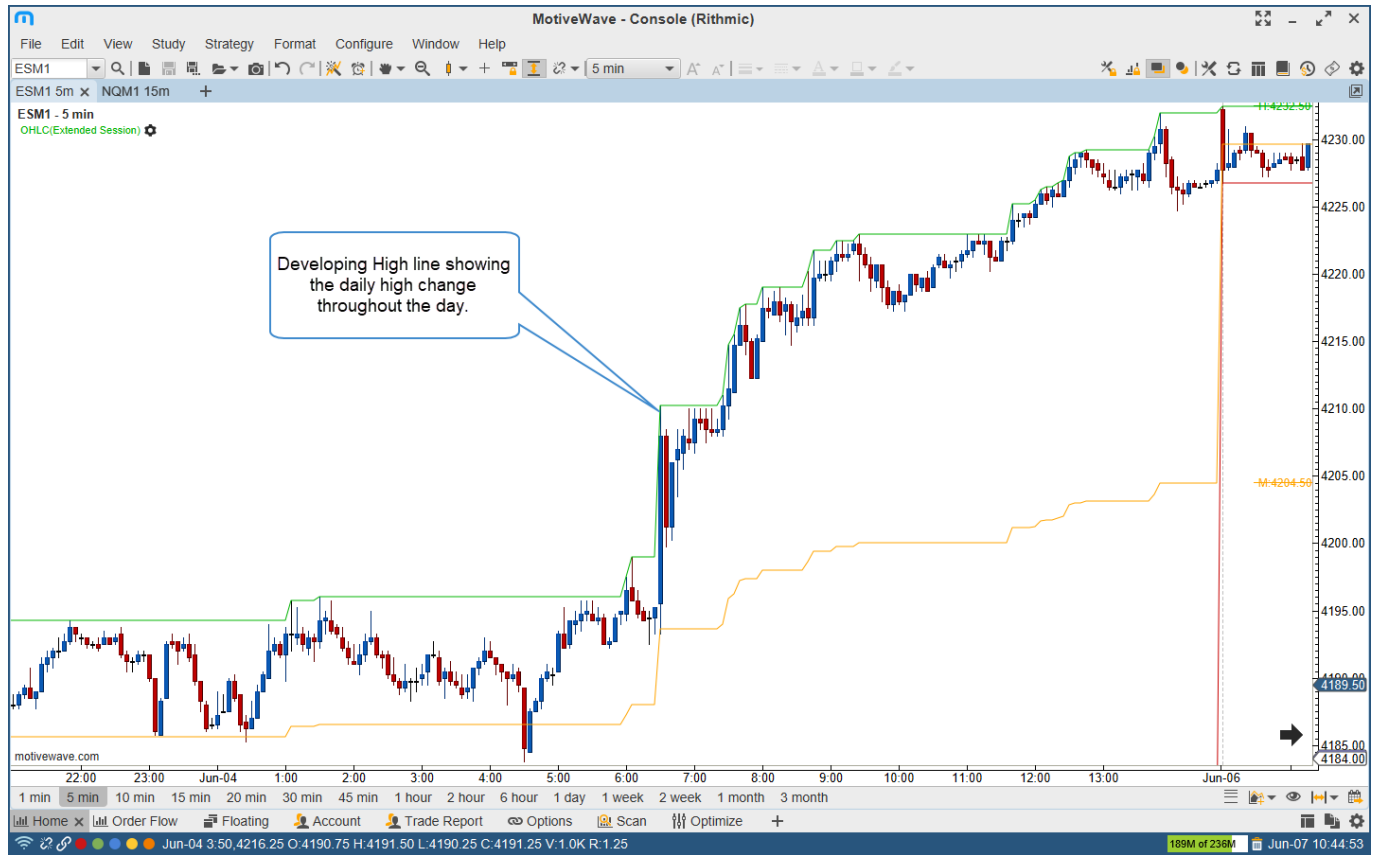 MotiveWave - Console (Rithmic)
File Edit View Study Strategy Format Configure Window Help
ESM1 5 min
ESM1 5m NQM1 15m
ESM1 - 5 min
OHLC(Extended Session)
H:4232.50
4230.00
4225.00
Developing High line showing
the daily high change
throughout the day.
4220.00
4215.00
4210.00
4205.00
M:4204.50
4200.00
4195.00
4189.50
4185.00
motivewave.com
4184.00
22:00 23:00 Jun-04 1:00 2:00 3:00 4:00 5:00 6:00 7:00 8:00 9:00 10:00 11:00 12:00 13:00 Jun-06
1 min 5 min 10 min 15 min 20 min 30 min 45 min 1 hour 2 hour 6 hour 1 day 1 week 2 week 1 month 3 month
Home Order Flow Floating Account Trade Report Options Scan Optimize
Jun-04 3:50,4216.25 O:4190.75 H:4191.50 L:4190.25 C:4191.25 V:1.0K R:1.25 189M of 236M Jun-07 10:44:53